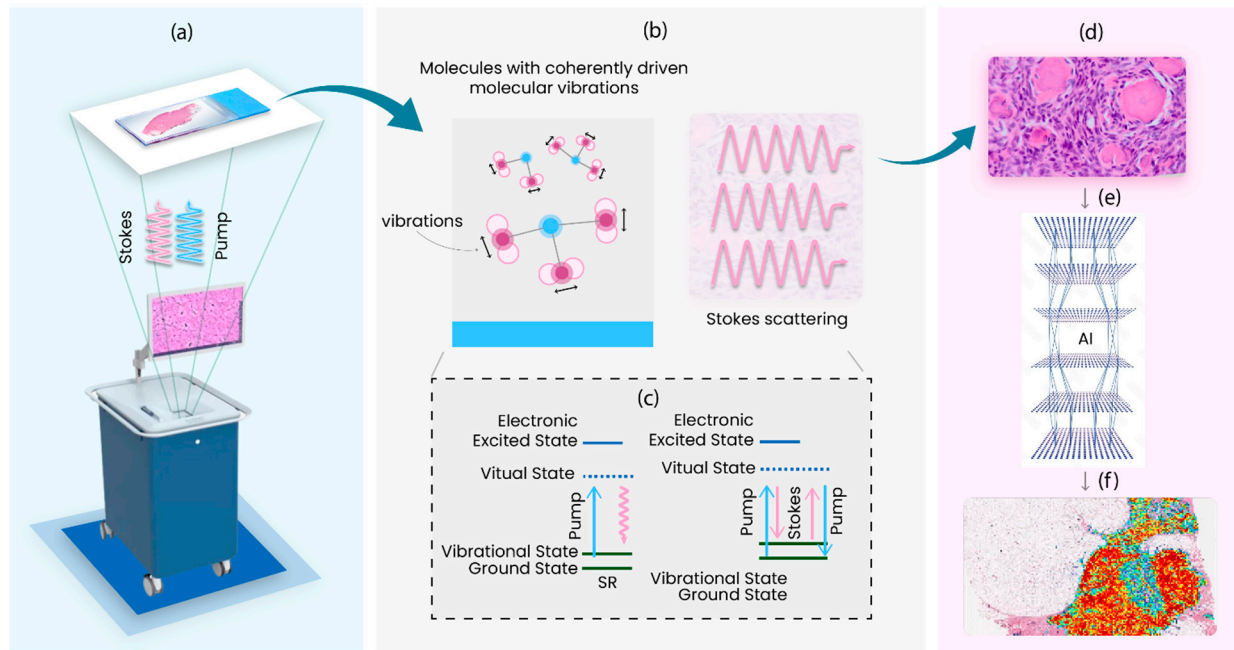 (a)
Stokes
Pump
(b)
Molecules with coherently driven
molecular vibrations
vibrations
Stokes scattering
(c)
Electronic
Excited State
Vitual State
Pump
Vibrational State
Ground State
SR
Electronic
Excited State
Vitual State
Pump
Stokes
Pump
Vibrational State
Ground State
(d)
(e)
AI
(f)